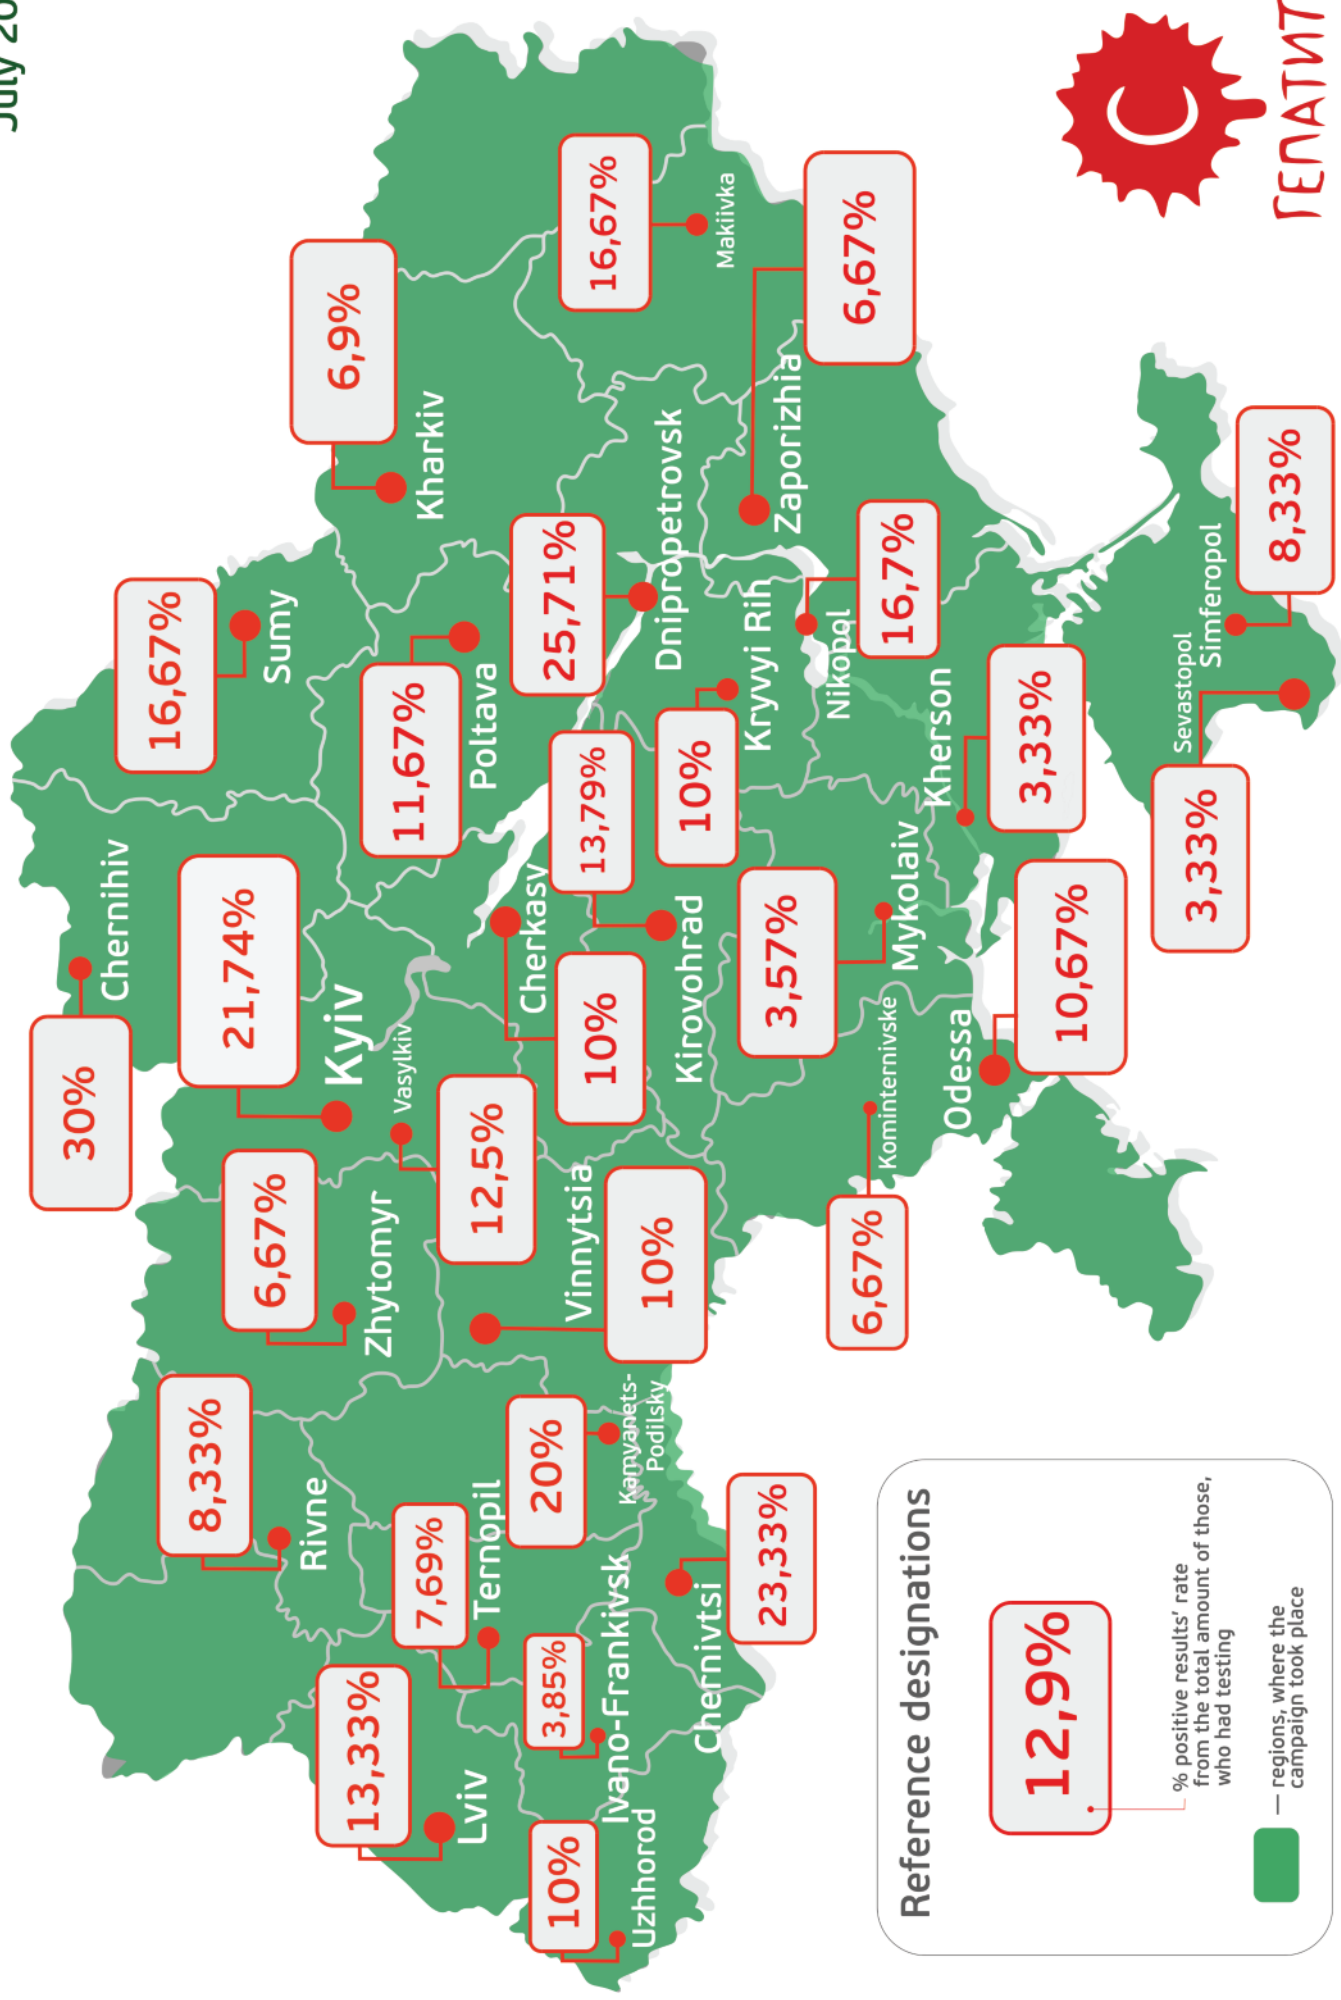 July 20
30%
Chernihiv
16,67%
Sumy
21,74%
Kyiv
6,9%
Kharkiv
8,33%
Rivne
6,67%
Zhytomyr
Vasylkiv
12,5%
11,67%
Poltava
13,33%
Lviv
7,69%
Ternopil
20%
Kamyanets-
Podilsky
Vinnytsia
10%
Cherkasy
10%
13,79%
Kirovohrad
25,71%
Dnipropetrovsk
16,67%
Makiivka
10%
Uzhhorod
3,85%
Ivano-Frankivsk
Chernivtsi
23,33%
10%
Kryvyi Rih
Zaporizhia
6,67%
Nikopol
16,7%
3,57%
Mykolaiv
Kominternivske
6,67%
Kherson
3,33%
Odessa
10,67%
Sevastopol
3,33%
Simferopol
8,33%
Reference designations
12,9%
% positive results' rate
from the total amount of those,
who had testing
— regions, where the
campaign took place
C
ГЕПАТИТ